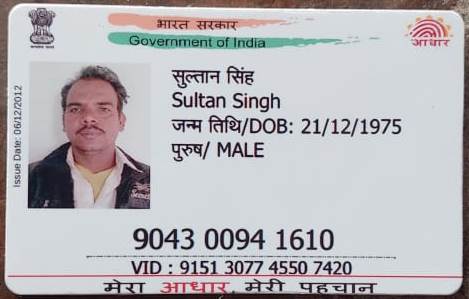 भारत सरकार
Government of India
आधार
सुल्तान सिंह
Sultan Singh
जन्म तिथि/DOB: 21/12/1975
पुरुष/ MALE
Issue Date: 06/12/2012
9043 0094 1610
VID : 9151 3077 4550 7420
मेरा आधार, मेरी पहचान